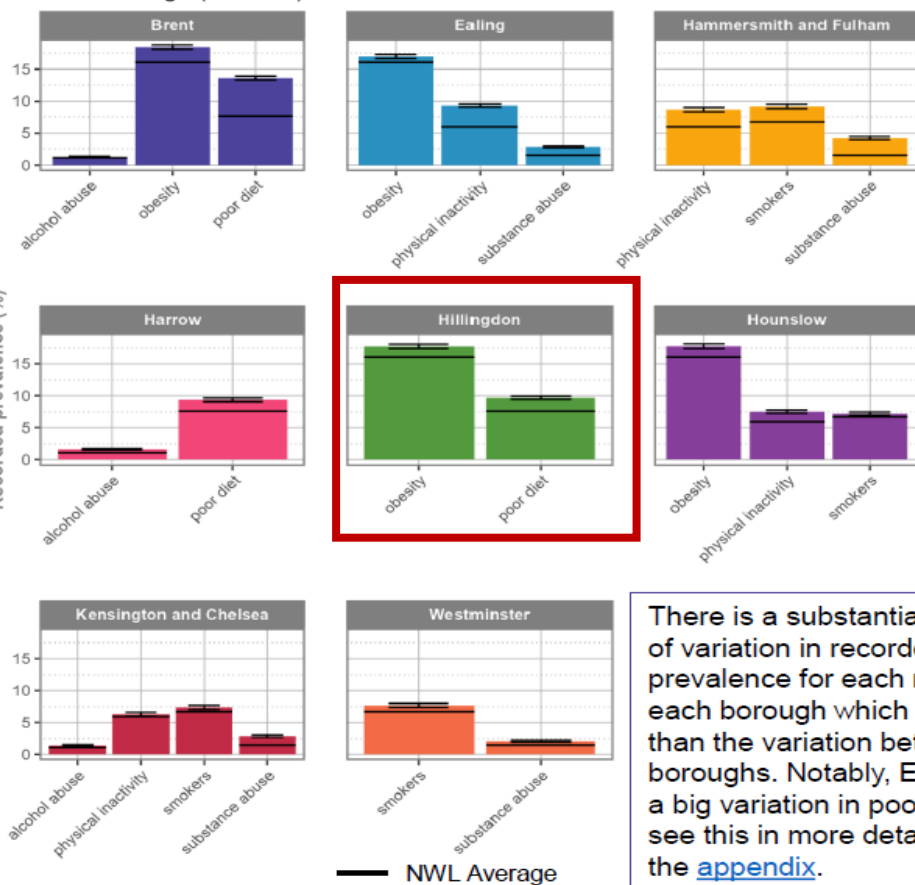 Brent
Ealing
Hammersmith and Fulham
15
10
5
0
alcohol abuse
obesity
poor diet
obesity
physical inactivity
substance abuse
physical inactivity
smokers
substance abuse
Harrow
Hillingdon
Hounslow
prevalence
15
10
5
0
alcohol abuse
poor diet
obesity
poor diet
obesity
physical inactivity
smokers
Kensington and Chelsea
Westminster
15
10
5
0
alcohol abuse
physical inactivity
smokers
substance abuse
smokers
substance abuse
NWL Average
There is a substantia
of variation in recorde
prevalence for each
each borough which
than the variation be
boroughs. Notably, E
a big variation in poo
see this in more deta
the appendix.